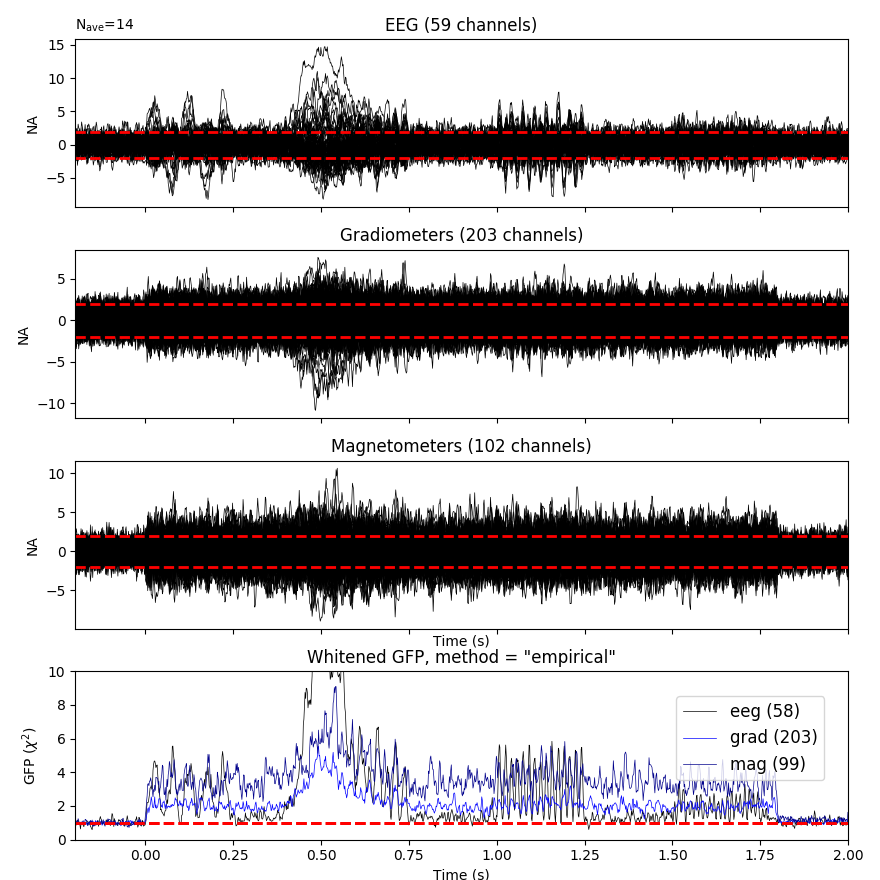 N_ave=14
EEG (59 channels)
15
10
5
0
−5
NA
Gradiometers (203 channels)
5
0
−5
−10
NA
Magnetometers (102 channels)
10
5
0
−5
NA
Time (s)
Whitened GFP, method = "empirical"
10
8
6
4
2
0
GFP (χ²)
eeg (58)
grad (203)
mag (99)
0.00 0.25 0.50 0.75 1.00 1.25 1.50 1.75 2.00
Time (s)